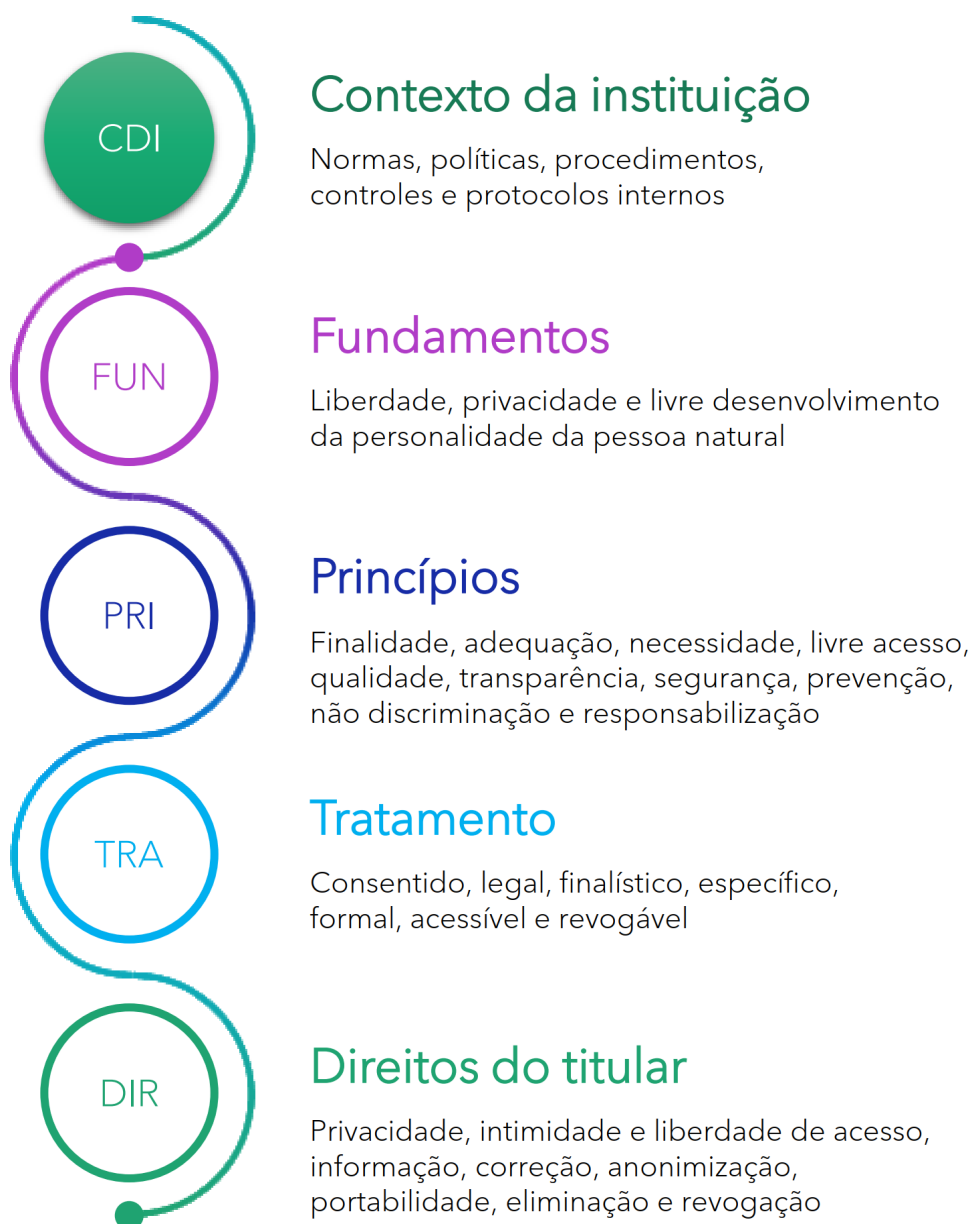 CDI
Contexto da instituição
Normas, políticas, procedimentos,
controles e protocolos internos
FUN
Fundamentos
Liberdade, privacidade e livre desenvolvimento
da personalidade da pessoa natural
PRI
Princípios
Finalidade, adequação, necessidade, livre acesso,
qualidade, transparência, segurança, prevenção,
não discriminação e responsabilização
TRA
Tratamento
Consentido, legal, finalístico, específico,
formal, acessível e revogável
DIR
Direitos do titular
Privacidade, intimidade e liberdade de acesso,
informação, correção, anonimização,
portabilidade, eliminação e revogação